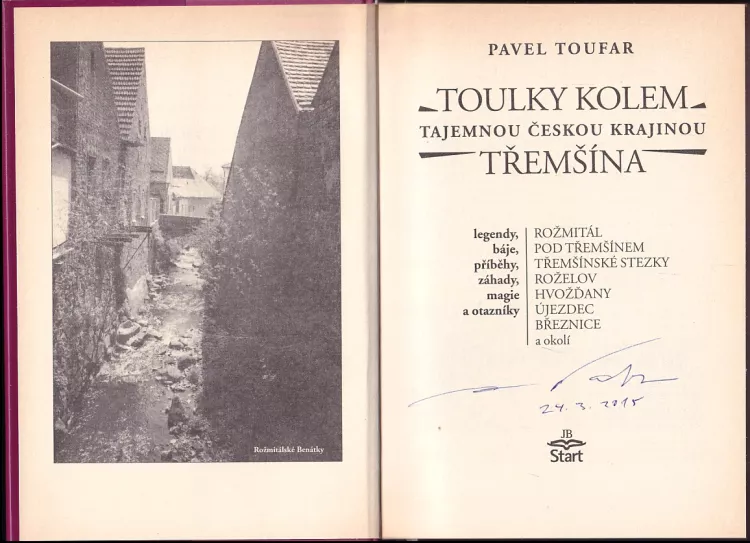 Rožmitálské Benátky
PAVEL TOUFAR
TOULKY KOLEM
TAJEMNOU ČESKOU KRAJINOU
TŘEMŠÍNA
legendy,
báje,
příběhy,
záhady,
magie
a otazníky
ROŽMITÁL
POD TŘEMŠÍNEM
TŘEMŠÍNSKÉ STEZKY
ROŽELOV
HVOŽĎANY
ÚJEZDEC
BŘEZNICE
a okolí
24. 3. 2015
JB
Start